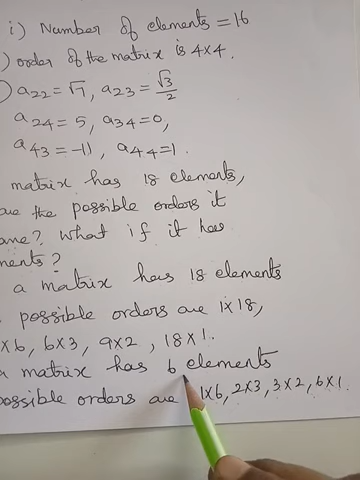 i) Number of elements = 16
) order of the matrix is 4×4.
) a22 = √7, a23 = √3/2
a24 = 5, a34 = 0,
a43 = -11, a44 = 1.
matrix has 18 elements,
are the possible orders it
? What if it has
ments?
a matrix has 18 elements
possible orders are 1×18,
×6, 6×3, 9×2, 18×1.
a matrix has 6 elements
possible orders are 1×6, 2×3, 3×2, 6×1.